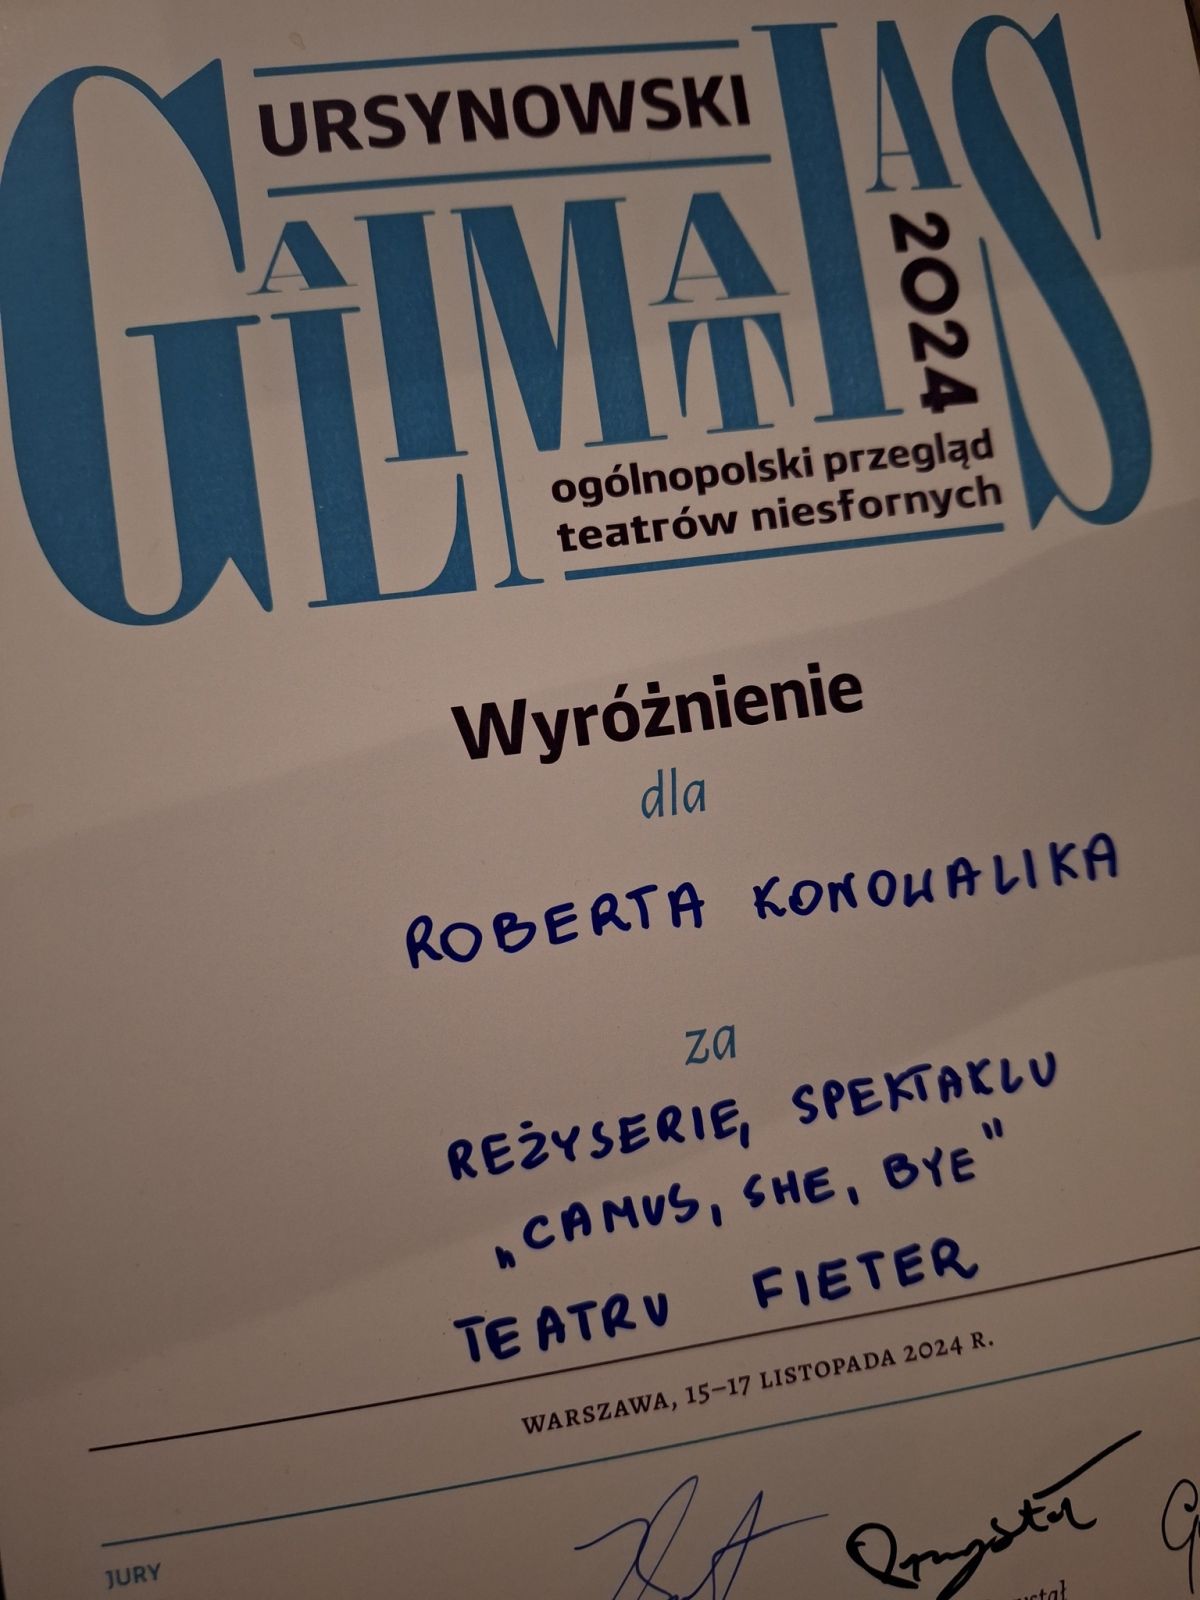 URSYNOWSKI
GALIMATIAS
2024
ogólnopolski przegląd
teatrów niesfornych
Wyróżnienie
dla
ROBERTA KONOWALIKA
za
REŻYSERIĘ, SPEKTAKLU
„CAMUS, SHE, BYE"
TEATRU FIETER
WARSZAWA, 15–17 LISTOPADA 2024 R.
JURY